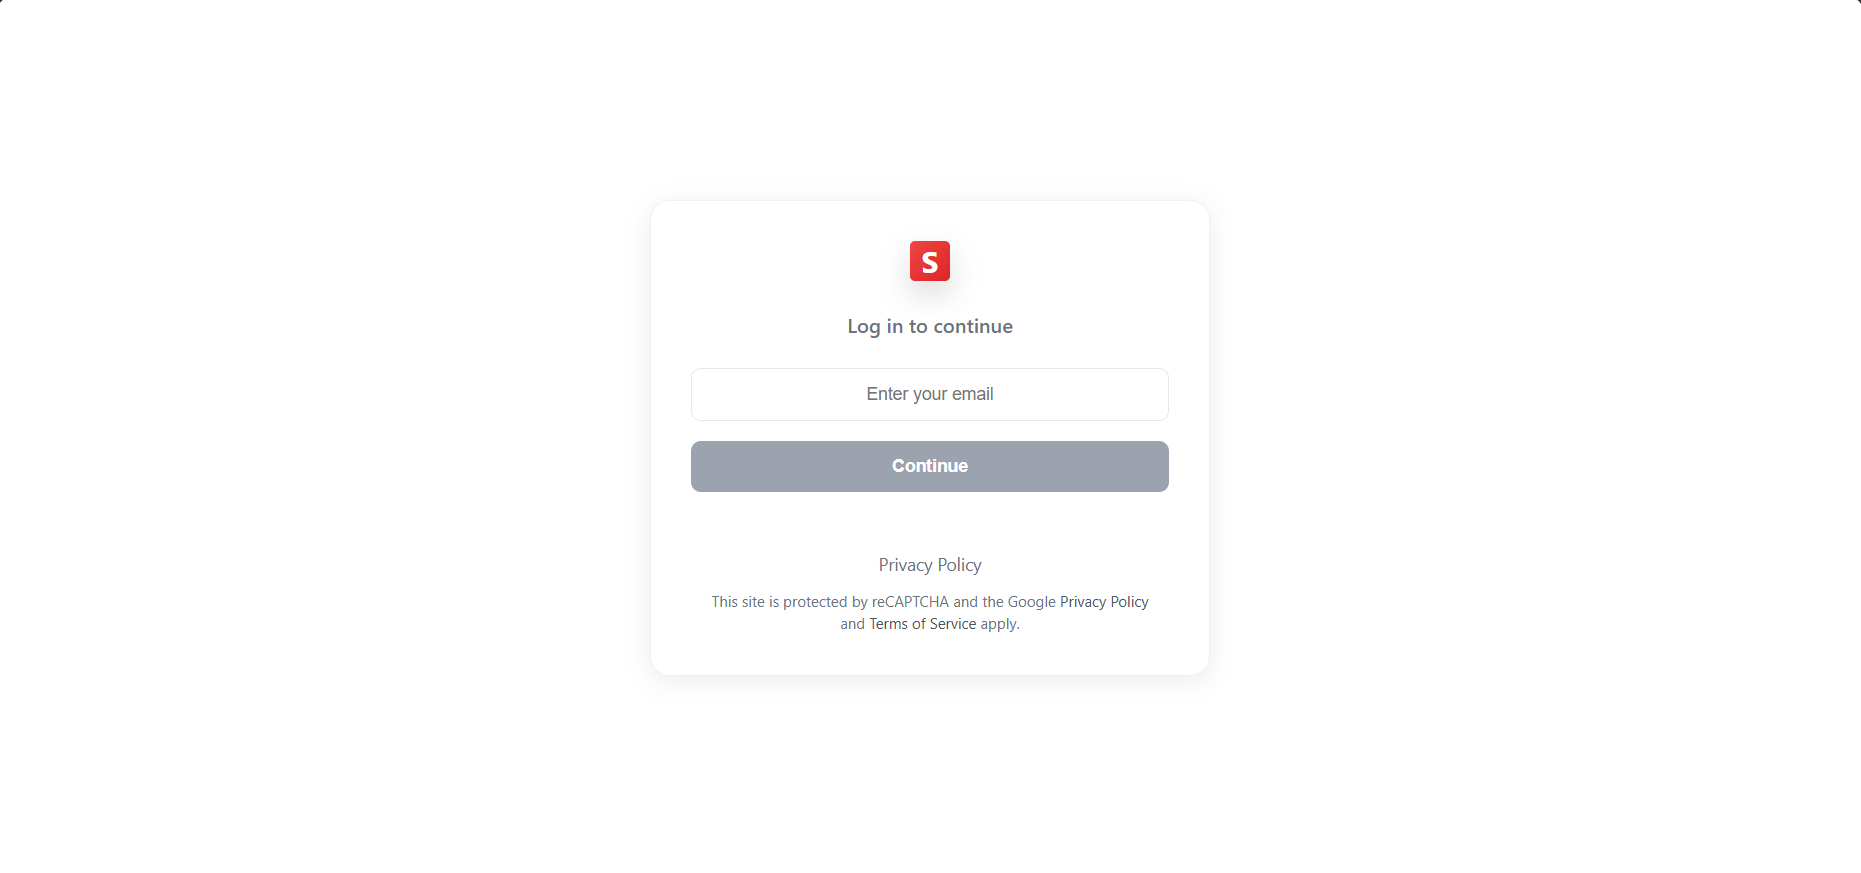 S
Log in to continue
Enter your email
Continue
Privacy Policy
This site is protected by reCAPTCHA and the Google Privacy Policy
and Terms of Service apply.